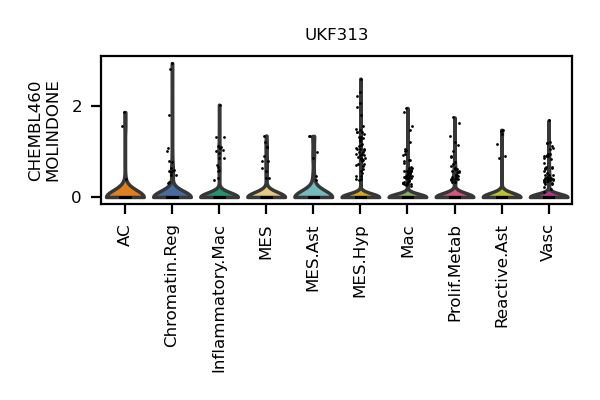 UKF313
CHEMBL460
MOLINDONE
2
0
AC
Chromatin.Reg
Inflammatory.Mac
MES
MES.Ast
MES.Hyp
Mac
Prolif.Metab
Reactive.Ast
Vasc